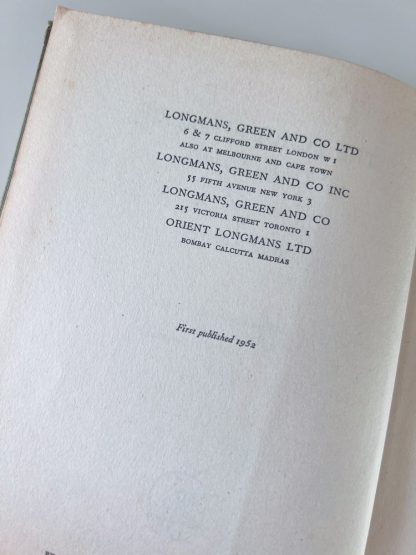 LONGMANS, GREEN AND CO LTD
6 & 7 CLIFFORD STREET LONDON W 1
ALSO AT MELBOURNE AND CAPE TOWN
LONGMANS, GREEN AND CO INC
55 FIFTH AVENUE NEW YORK 3
LONGMANS, GREEN AND CO
215 VICTORIA STREET TORONTO 1
ORIENT LONGMANS LTD
BOMBAY CALCUTTA MADRAS
First published 1952